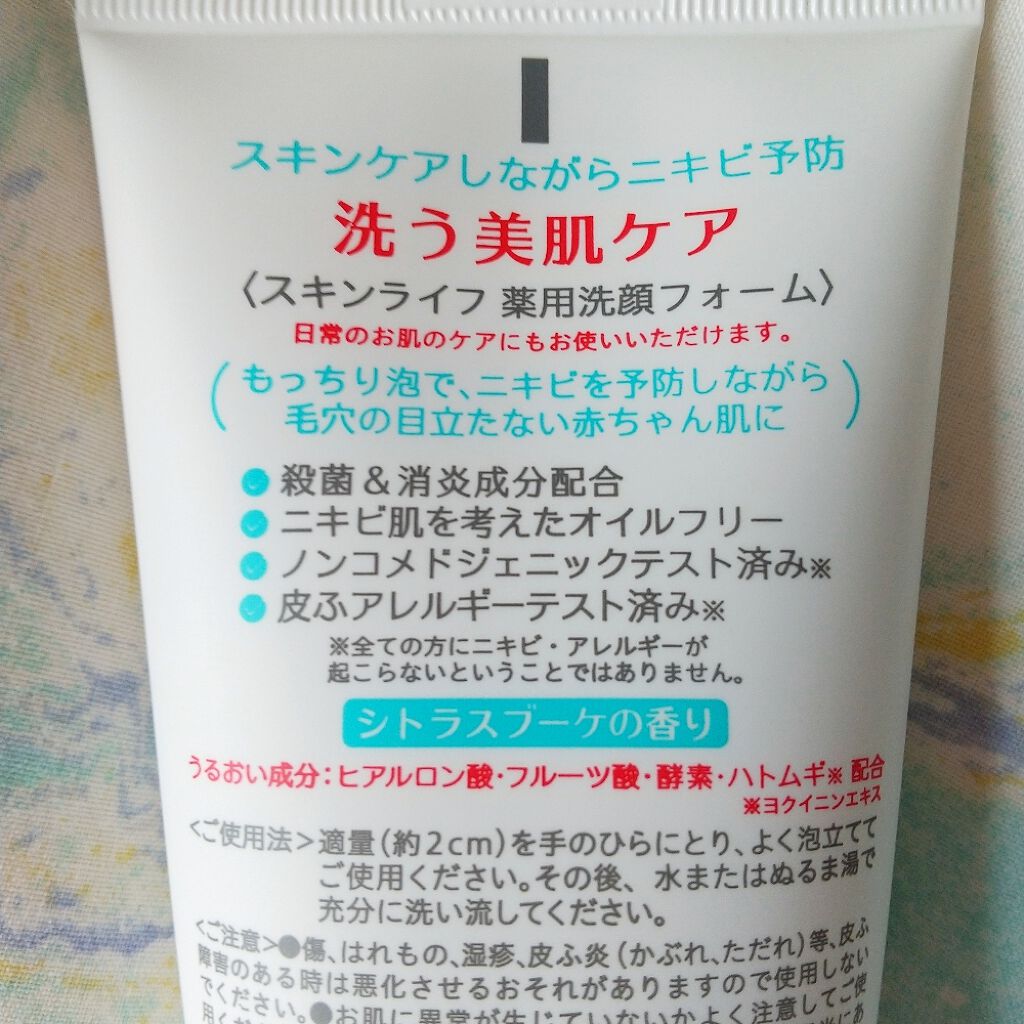 スキンケアしながらニキビ予防
洗う美肌ケア
〈スキンライフ 薬用洗顔フォーム〉
日常のお肌のケアにもお使いいただけます。
(もっちり泡で、ニキビを予防しながら
毛穴の目立たない赤ちゃん肌に)
●殺菌&消炎成分配合
●ニキビ肌を考えたオイルフリー
●ノンコメドジェニックテスト済み※
●皮ふアレルギーテスト済み※
※全ての方にニキビ・アレルギーが
起こらないということではありません。
シトラスブーケの香り
うるおい成分:ヒアルロン酸・フルーツ酸・酵素・ハトムギ※ 配合
※ヨクイニンエキス
<ご使用法>適量(約2cm)を手のひらにとり、よく泡立てて
ご使用ください。その後、水またはぬるま湯で
充分に洗い流してください。
<ご注意>●傷、はれもの、湿疹、皮ふ炎(かぶれ、ただれ)等、皮ふ
障害のある時は悪化させるおそれがありますので使用しない
でください。●お肌に異常が生じていないかよく注意してご使